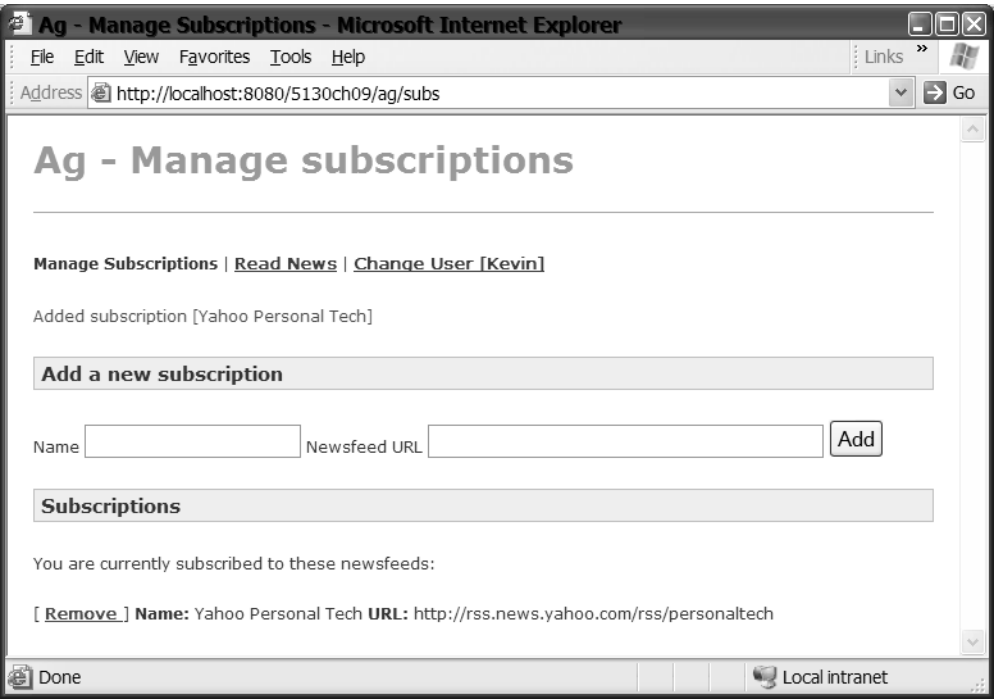 Ag - Manage Subscriptions - Microsoft Internet Explorer
File Edit View Favorites Tools Help Links »
Address http://localhost:8080/5130ch09/ag/subs Go
Ag - Manage subscriptions
Manage Subscriptions | Read News | Change User [Kevin]
Added subscription [Yahoo Personal Tech]
Add a new subscription
Name Newsfeed URL Add
Subscriptions
You are currently subscribed to these newsfeeds:
[ Remove ] Name: Yahoo Personal Tech URL: http://rss.news.yahoo.com/rss/personaltech
Done Local intranet